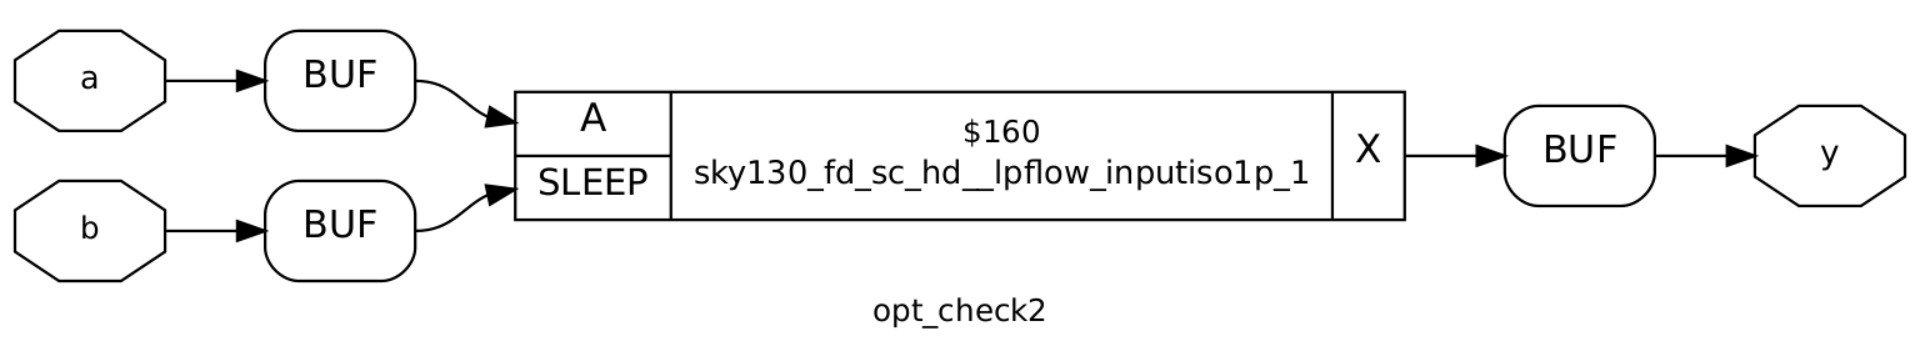 a
BUF
A
SLEEP
$160
sky130_fd_sc_hd__lpflow_inputiso1p_1
X
BUF
y
b
BUF
opt_check2